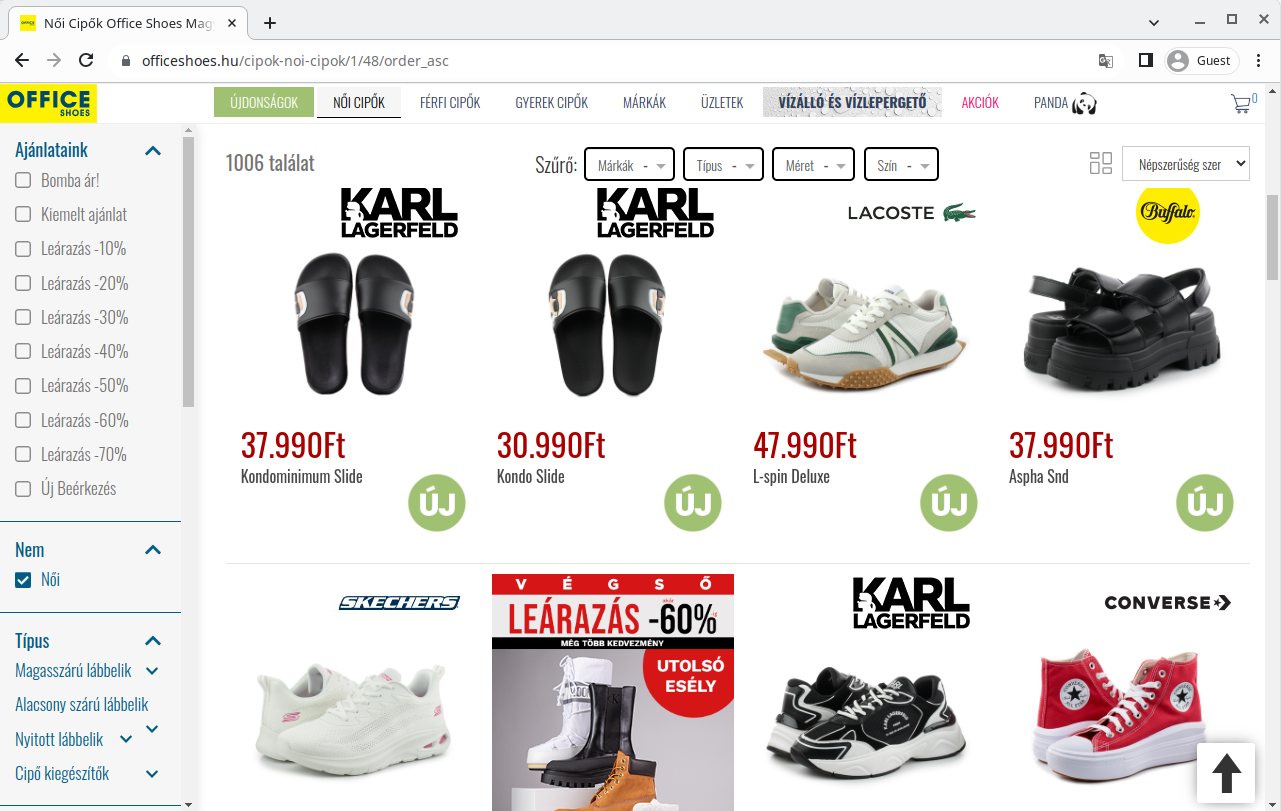 Női Cipők Office Shoes Mag
officeshoes.hu/cipok-noi-cipok/1/48/order_asc
Guest
OFFICE
SHOES
ÚJDONSÁGOK
NŐI CIPŐK
FÉRFI CIPŐK
GYEREK CIPŐK
MÁRKÁK
ÜZLETEK
VÍZÁLLÓ ÉS VÍZLEPERGETŐ
AKCIÓK
PANDA
0
Ajánlataink
Bomba ár!
Kiemelt ajánlat
Leárazás -10%
Leárazás -20%
Leárazás -30%
Leárazás -40%
Leárazás -50%
Leárazás -60%
Leárazás -70%
Új Beérkezés
Nem
Női
Típus
Magasszárú lábbelik
Alacsony szárú lábbelik
Nyitott lábbelik
Cipő kiegészítők
1006 találat
Szűrő:
Márkák -
Típus -
Méret -
Szín -
Népszerűség szer
KARL
LAGERFELD
37.990Ft
Kondominimum Slide
ÚJ
KARL
LAGERFELD
30.990Ft
Kondo Slide
ÚJ
LACOSTE
47.990Ft
L-spin Deluxe
ÚJ
Buffalo
37.990Ft
Aspha Snd
ÚJ
SKECHERS
VÉGSŐ
LEÁRAZÁS -60%
MÉG TÖBB KEDVEZMÉNY
UTOLSÓ
ESÉLY
KARL
LAGERFELD
CONVERSE